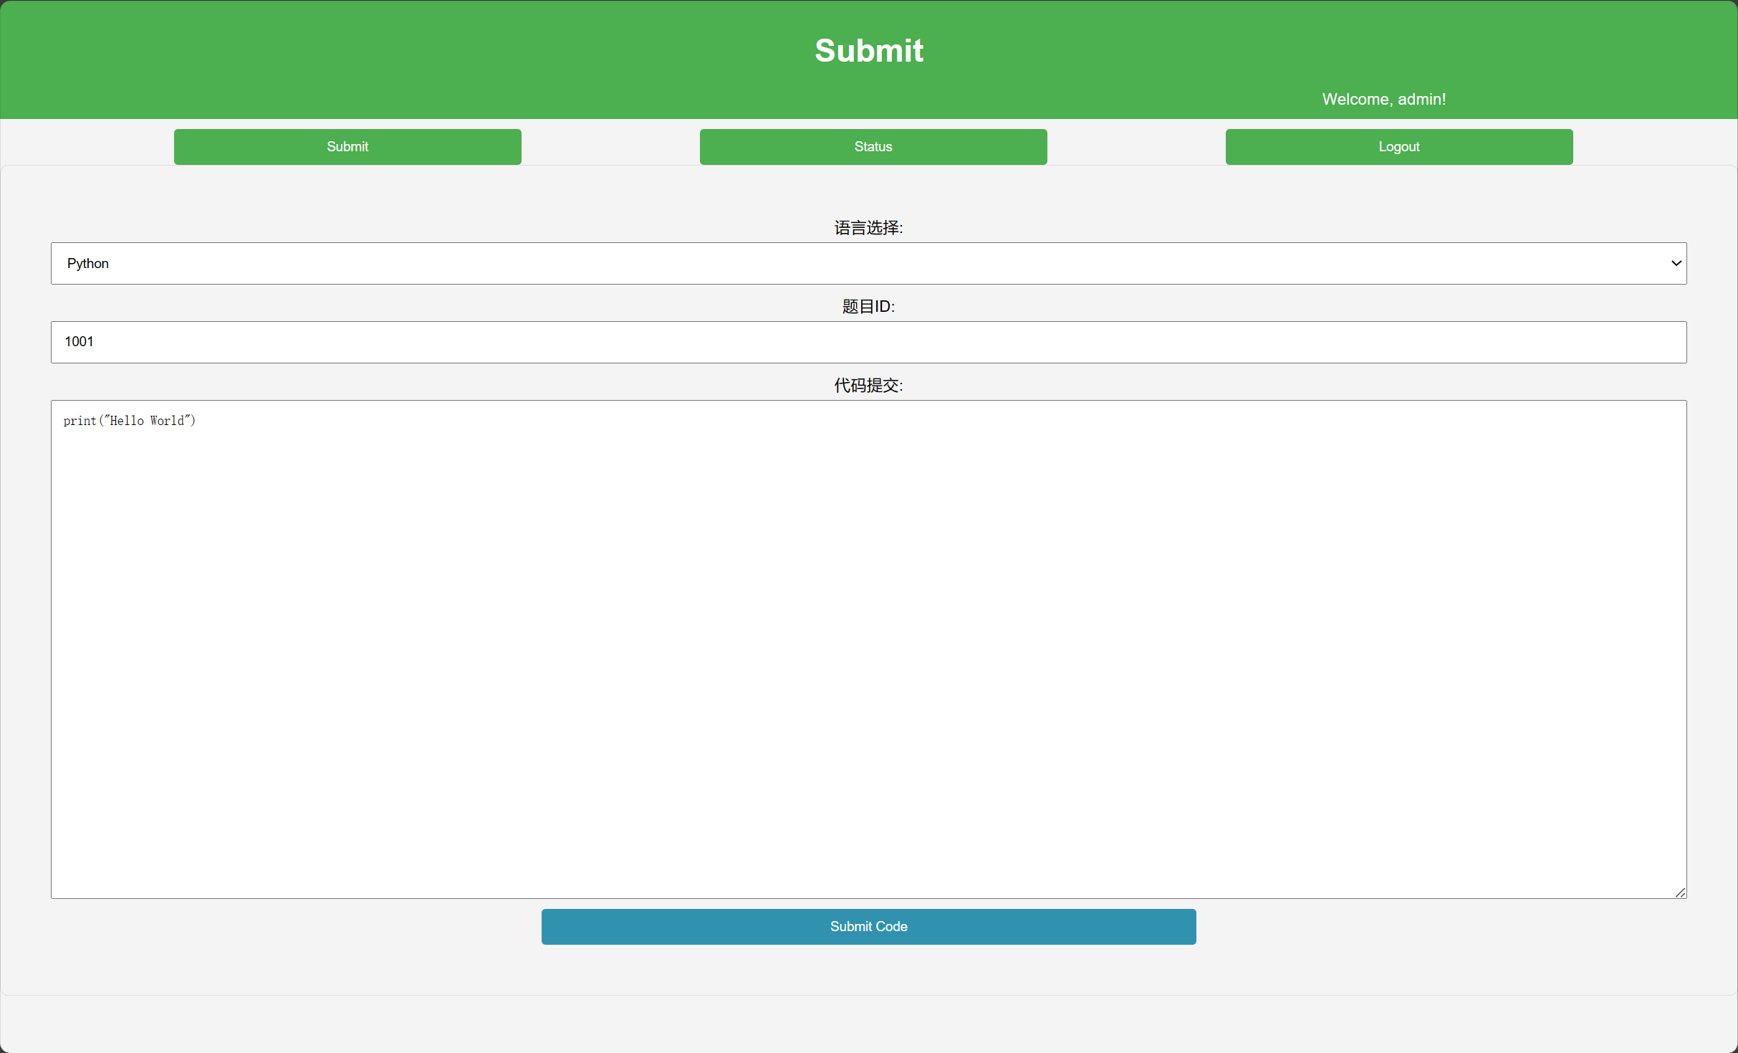 Submit
Welcome, admin!
Submit
Status
Logout
语言选择:
Python
题目ID:
1001
代码提交:
print("Hello World")
Submit Code